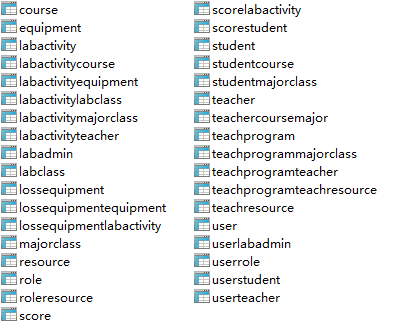 course
equipment
labactivity
labactivitycourse
labactivityequipment
labactivitylabclass
labactivitymajorclass
labactivityteacher
labadmin
labclass
lossequipment
lossequipmentequipment
lossequipmentlabactivity
majorclass
resource
role
roleresource
score
scorelabactivity
scorestudent
student
studentcourse
studentmajorclass
teacher
teachercoursemajor
teachprogram
teachprogrammajorclass
teachprogramteacher
teachprogramteachresource
teachresource
user
userlabadmin
userrole
userstudent
userteacher